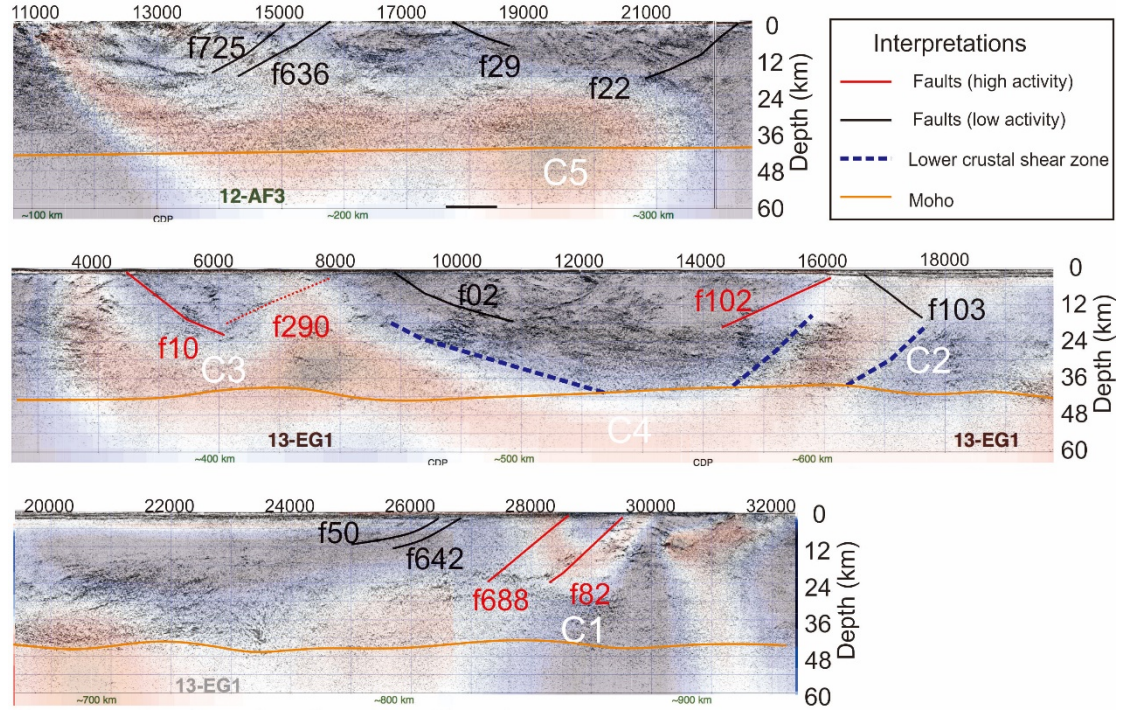 11000 13000 15000 17000 19000 21000
0
12
24
36
48
60
Depth (km)
f725
f636
f29
f22
C5
12-AF3
~100 km
CDP
~200 km
~300 km
Interpretations
Faults (high activity)
Faults (low activity)
Lower crustal shear zone
Moho
4000 6000 8000 10000 12000 14000 16000 18000
0
12
24
36
48
60
Depth (km)
f10
f290
f02
f102
f103
C3
C2
C4
13-EG1
13-EG1
~400 km
CDP
~500 km
CDP
~600 km
20000 22000 24000 26000 28000 30000 32000
0
12
24
36
48
60
Depth (km)
f50
f642
f688
f82
C1
13-EG1
~700 km
~800 km
~900 km